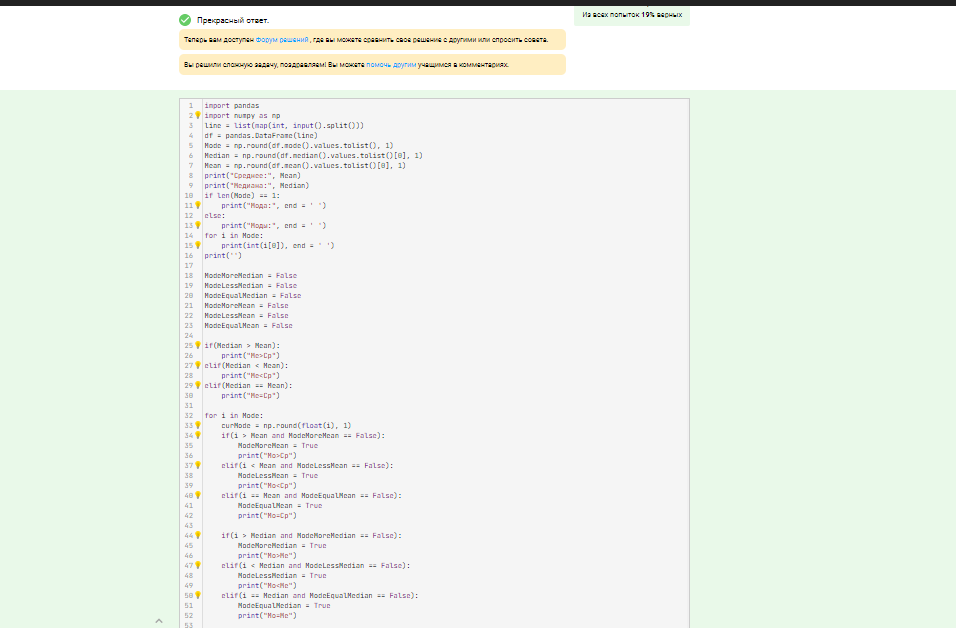 Прекрасный ответ.
Из всех попыток 19% верных
Теперь вам доступен Форум решений, где вы можете сравнить свое решение с другими или спросить совета.
Вы решили сложную задачу, поздравляем! Вы можете помочь другим учащимся в комментариях.
1 import pandas
2 import numpy as np
3 line = list(map(int, input().split()))
4 df = pandas.DataFrame(line)
5 Mode = np.round(df.mode().values.tolist(), 1)
6 Median = np.round(df.median().values.tolist()[0], 1)
7 Mean = np.round(df.mean().values.tolist()[0], 1)
8 print("Среднее:", Mean)
9 print("Медиана:", Median)
10 if len(Mode) == 1:
11     print("Мода:", end = ' ')
12 else:
13     print("Моды:", end = ' ')
14 for i in Mode:
15     print(int(i[0]), end = ' ')
16 print('')
17
18 ModeMoreMedian = False
19 ModeLessMedian = False
20 ModeEqualMedian = False
21 ModeMoreMean = False
22 ModeLessMean = False
23 ModeEqualMean = False
24
25 if(Median > Mean):
26     print("Ме>Ср")
27 elif(Median < Mean):
28     print("Ме<Ср")
29 elif(Median == Mean):
30     print("Ме=Ср")
31
32 for i in Mode:
33     curMode = np.round(float(i), 1)
34     if(i > Mean and ModeMoreMean == False):
35         ModeMoreMean = True
36         print("Мо>Ср")
37     elif(i < Mean and ModeLessMean == False):
38         ModeLessMean = True
39         print("Мо<Ср")
40     elif(i == Mean and ModeEqualMean == False):
41         ModeEqualMean = True
42         print("Мо=Ср")
43
44     if(i > Median and ModeMoreMedian == False):
45         ModeMoreMedian = True
46         print("Мо>Ме")
47     elif(i < Median and ModeLessMedian == False):
48         ModeLessMedian = True
49         print("Мо<Ме")
50     elif(i == Median and ModeEqualMedian == False):
51         ModeEqualMedian = True
52         print("Мо=Ме")
53